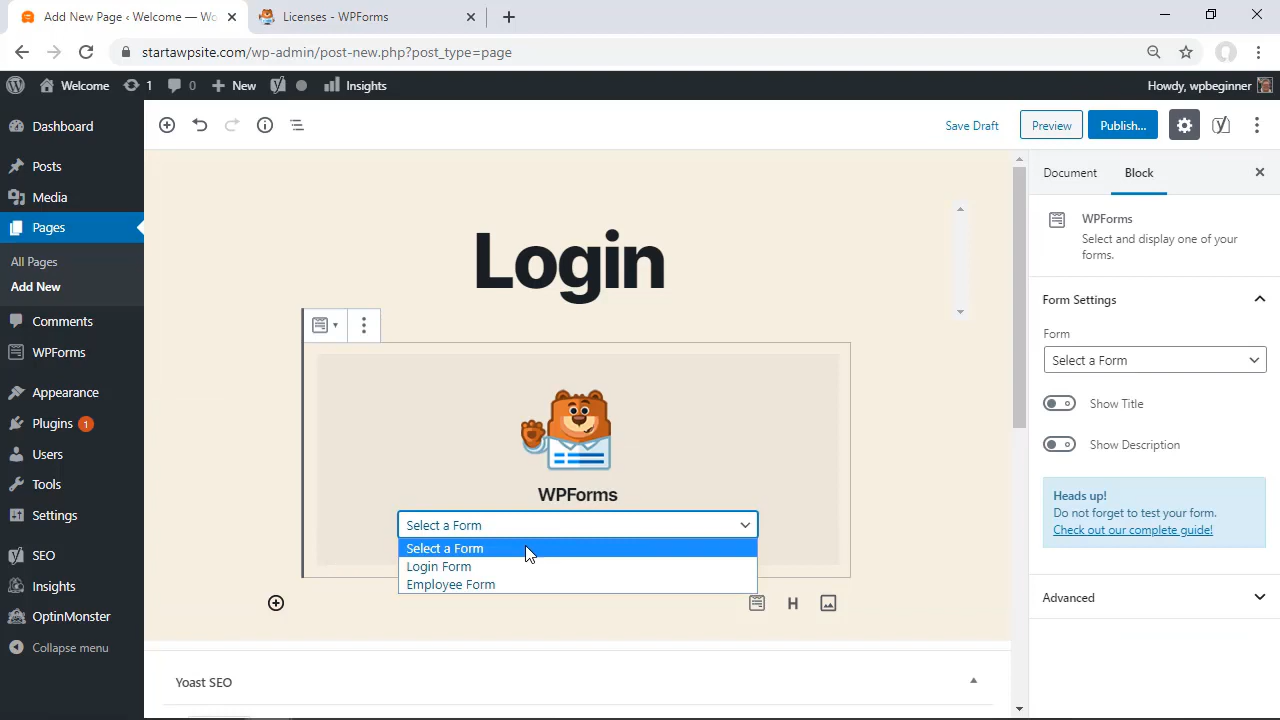 Add New Page ‹ Welcome — Wo
Licenses - WPForms
startawpsite.com/wp-admin/post-new.php?post_type=page
Welcome 1 0 New Insights Howdy, wpbeginner
Dashboard
Posts
Media
Pages
All Pages
Add New
Comments
WPForms
Appearance
Plugins 1
Users
Tools
Settings
SEO
Insights
OptinMonster
Collapse menu
Save Draft Preview Publish...
Login
WPForms
Select a Form
Select a Form
Login Form
Employee Form
H
Yoast SEO
Document Block
WPForms
Select and display one of your
forms.
Form Settings
Form
Select a Form
Show Title
Show Description
Heads up!
Do not forget to test your form.
Check out our complete guide!
Advanced